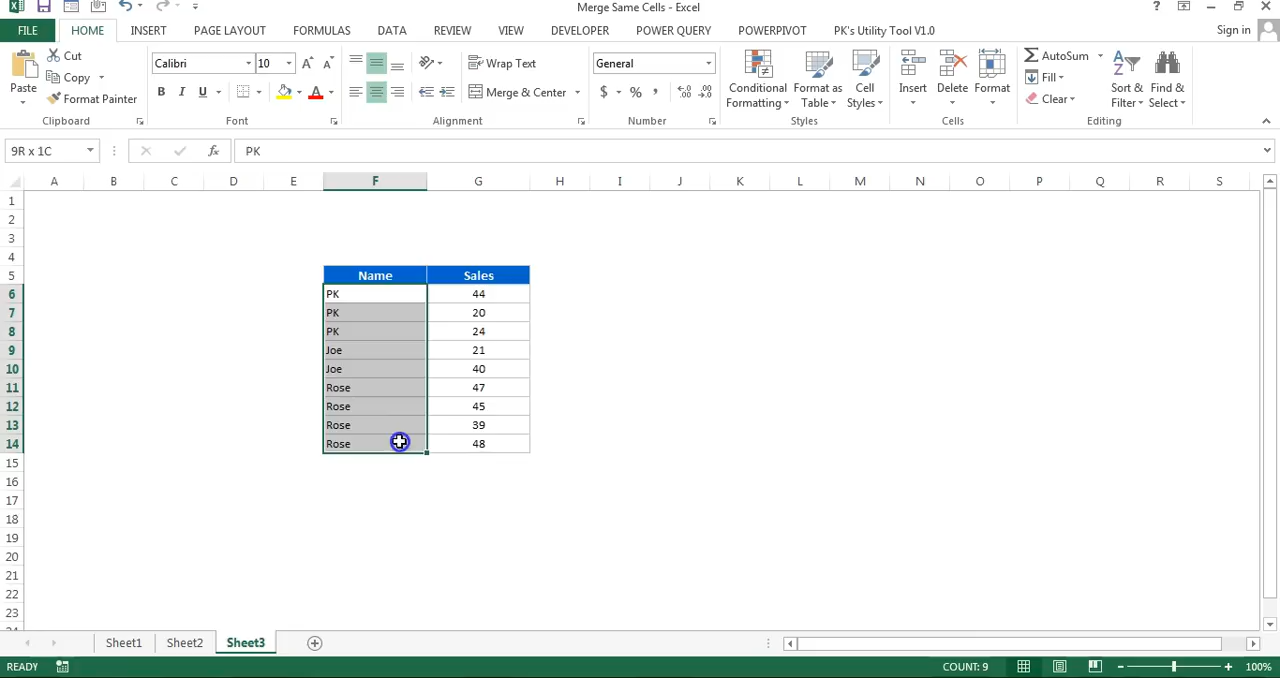 Merge Same Cells - Excel
?
FILE HOME INSERT PAGE LAYOUT FORMULAS DATA REVIEW VIEW DEVELOPER POWER QUERY POWERPIVOT PK's Utility Tool V1.0 Sign in
Paste
Cut
Copy
Format Painter
Clipboard
Calibri 10
B I U A
Font
Wrap Text
Merge & Center
Alignment
General
$ % ,
Number
Conditional Formatting
Format as Table
Cell Styles
Styles
Insert
Delete
Format
Cells
AutoSum
Fill
Clear
Sort & Filter
Find & Select
Editing
9R x 1C fx PK
A B C D E F G H I J K L M N O P Q R S
1
2
3
4
5 Name Sales
6 PK 44
7 PK 20
8 PK 24
9 Joe 21
10 Joe 40
11 Rose 47
12 Rose 45
13 Rose 39
14 Rose 48
15
16
17
18
19
20
21
22
23
Sheet1 Sheet2 Sheet3
READY COUNT: 9 100%